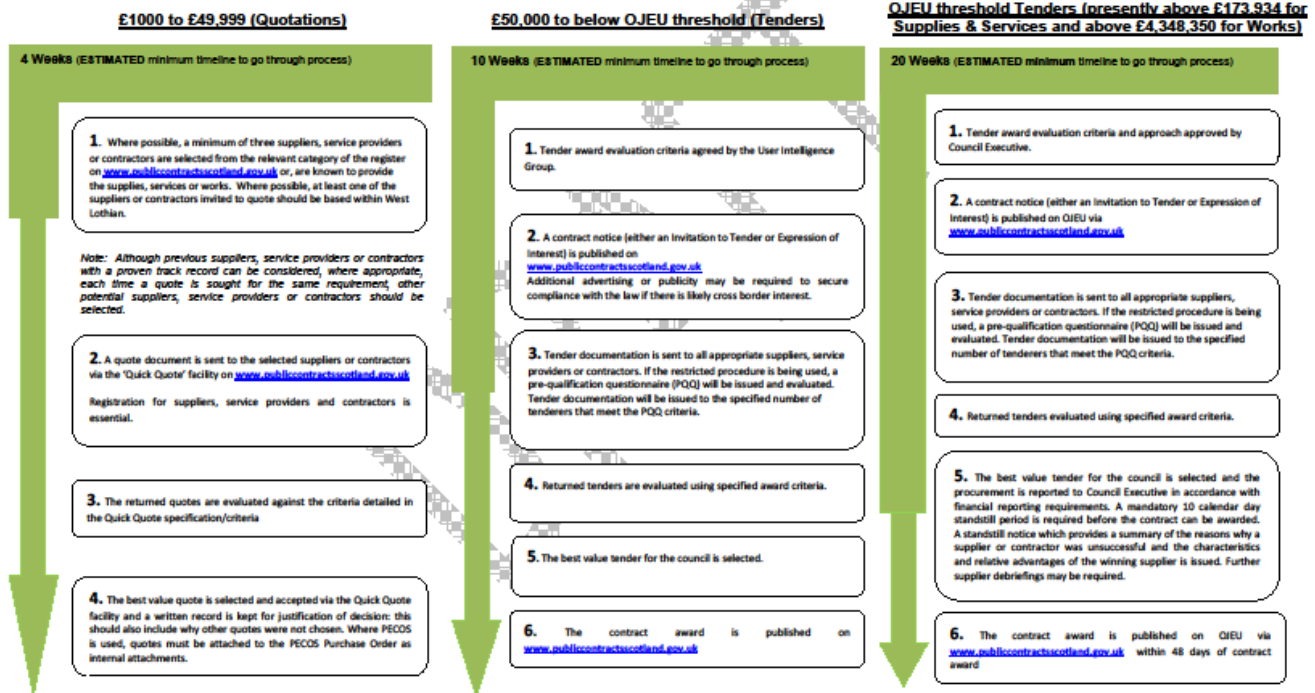 £1000 to £49,999 (Quotations)
4 Weeks (ESTIMATED minimum timeline to go through process)
1. Where possible, a minimum of three suppliers, service providers
or contractors are selected from the relevant category of the register
on www.publiccontractsscotland.gov.uk or, are known to provide
the supplies, services or works. Where possible, at least one of the
suppliers or contractors invited to quote should be based within West
Lothian.
Note: Although previous suppliers, service providers or contractors
with a proven track record can be considered, where appropriate,
each time a quote is sought for the same requirement, other
potential suppliers, service providers or contractors should be
selected.
2. A quote document is sent to the selected suppliers or contractors
via the 'Quick Quote' facility on www.publiccontractsscotland.gov.uk
Registration for suppliers, service providers and contractors is
essential.
3. The returned quotes are evaluated against the criteria detailed in
the Quick Quote specification/criteria
4. The best value quote is selected and accepted via the Quick Quote
facility and a written record is kept for justification of decision: this
should also include why other quotes were not chosen. Where PECOS
is used, quotes must be attached to the PECOS Purchase Order as
internal attachments.
£50,000 to below OJEU threshold (Tenders)
10 Weeks (ESTIMATED minimum timeline to go through process)
1. Tender award evaluation criteria agreed by the User Intelligence
Group.
2. A contract notice (either an Invitation to Tender or Expression of
Interest) is published on
www.publiccontractsscotland.gov.uk
Additional advertising or publicity may be required to secure
compliance with the law if there is likely cross border interest.
3. Tender documentation is sent to all appropriate suppliers, service
providers or contractors. If the restricted procedure is being used, a
pre-qualification questionnaire (PQQ) will be issued and evaluated.
Tender documentation will be issued to the specified number of
tenderers that meet the PQQ criteria.
4. Returned tenders are evaluated using specified award criteria.
5. The best value tender for the council is selected.
6. The contract award is published on
www.publiccontractsscotland.gov.uk
OJEU threshold Tenders (presently above £173,934 for
Supplies & Services and above £4,348,350 for Works)
20 Weeks (ESTIMATED minimum timeline to go through process)
1. Tender award evaluation criteria and approach approved by
Council Executive.
2. A contract notice (either an Invitation to Tender or Expression of
Interest) is published on OJEU via
www.publiccontractsscotland.gov.uk
3. Tender documentation is sent to all appropriate suppliers,
service providers or contractors. If the restricted procedure is being
used, a pre-qualification questionnaire (PQQ) will be issued and
evaluated. Tender documentation will be issued to the specified
number of tenderers that meet the PQQ criteria.
4. Returned tenders evaluated using specified award criteria.
5. The best value tender for the council is selected and the
procurement is reported to Council Executive in accordance with
financial reporting requirements. A mandatory 10 calendar day
standstill period is required before the contract can be awarded.
A standstill notice which provides a summary of the reasons why a
supplier or contractor was unsuccessful and the characteristics
and relative advantages of the winning supplier is issued. Further
supplier debriefings may be required.
6. The contract award is published on OJEU via
www.publiccontractsscotland.gov.uk within 48 days of contract
award